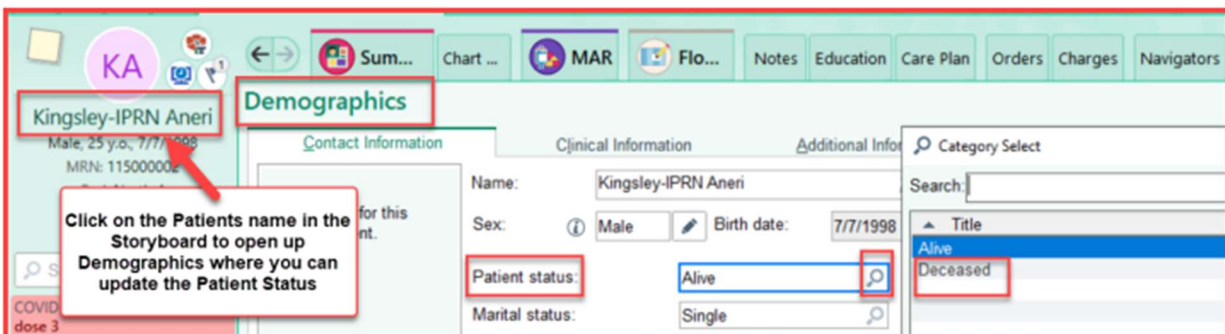 KA
1
Sum...
Chart ...
MAR
Flo...
Notes
Education
Care Plan
Orders
Charges
Navigators
Kingsley-IPRN Aneri
Male, 25 y.o., 7/7/1998
MRN: 115000002
Click on the Patients name in the
Storyboard to open up
Demographics where you can
update the Patient Status
COVID
dose 3
Demographics
Contact Information
Clinical Information
Additional Infor
for this
nt.
Name: Kingsley-IPRN Aneri
Sex: Male Birth date: 7/7/1998
Patient status: Alive
Marital status: Single
Category Select
Search:
Title
Alive
Deceased